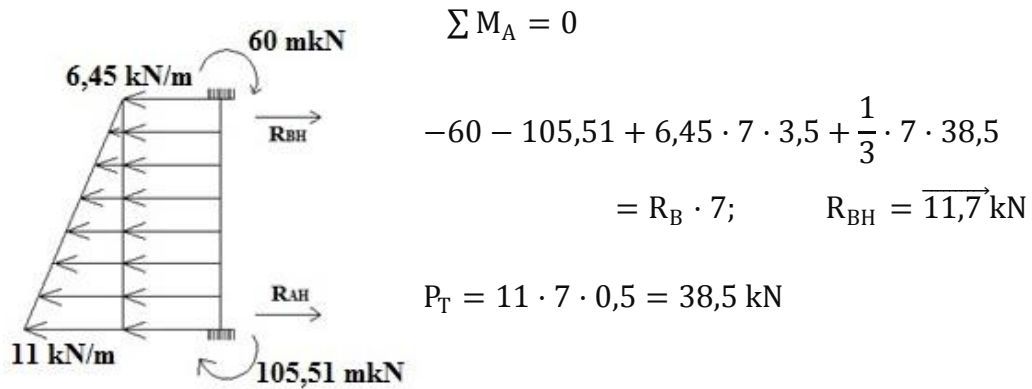 60 mkN
6,45 kN/m
RBH
RAH
11 kN/m
105,51 mkN
∑ M_A = 0
−60 − 105,51 + 6,45 · 7 · 3,5 + 1/3 · 7 · 38,5
= R_B · 7; R_BH = 11,7 kN
P_T = 11 · 7 · 0,5 = 38,5 kN